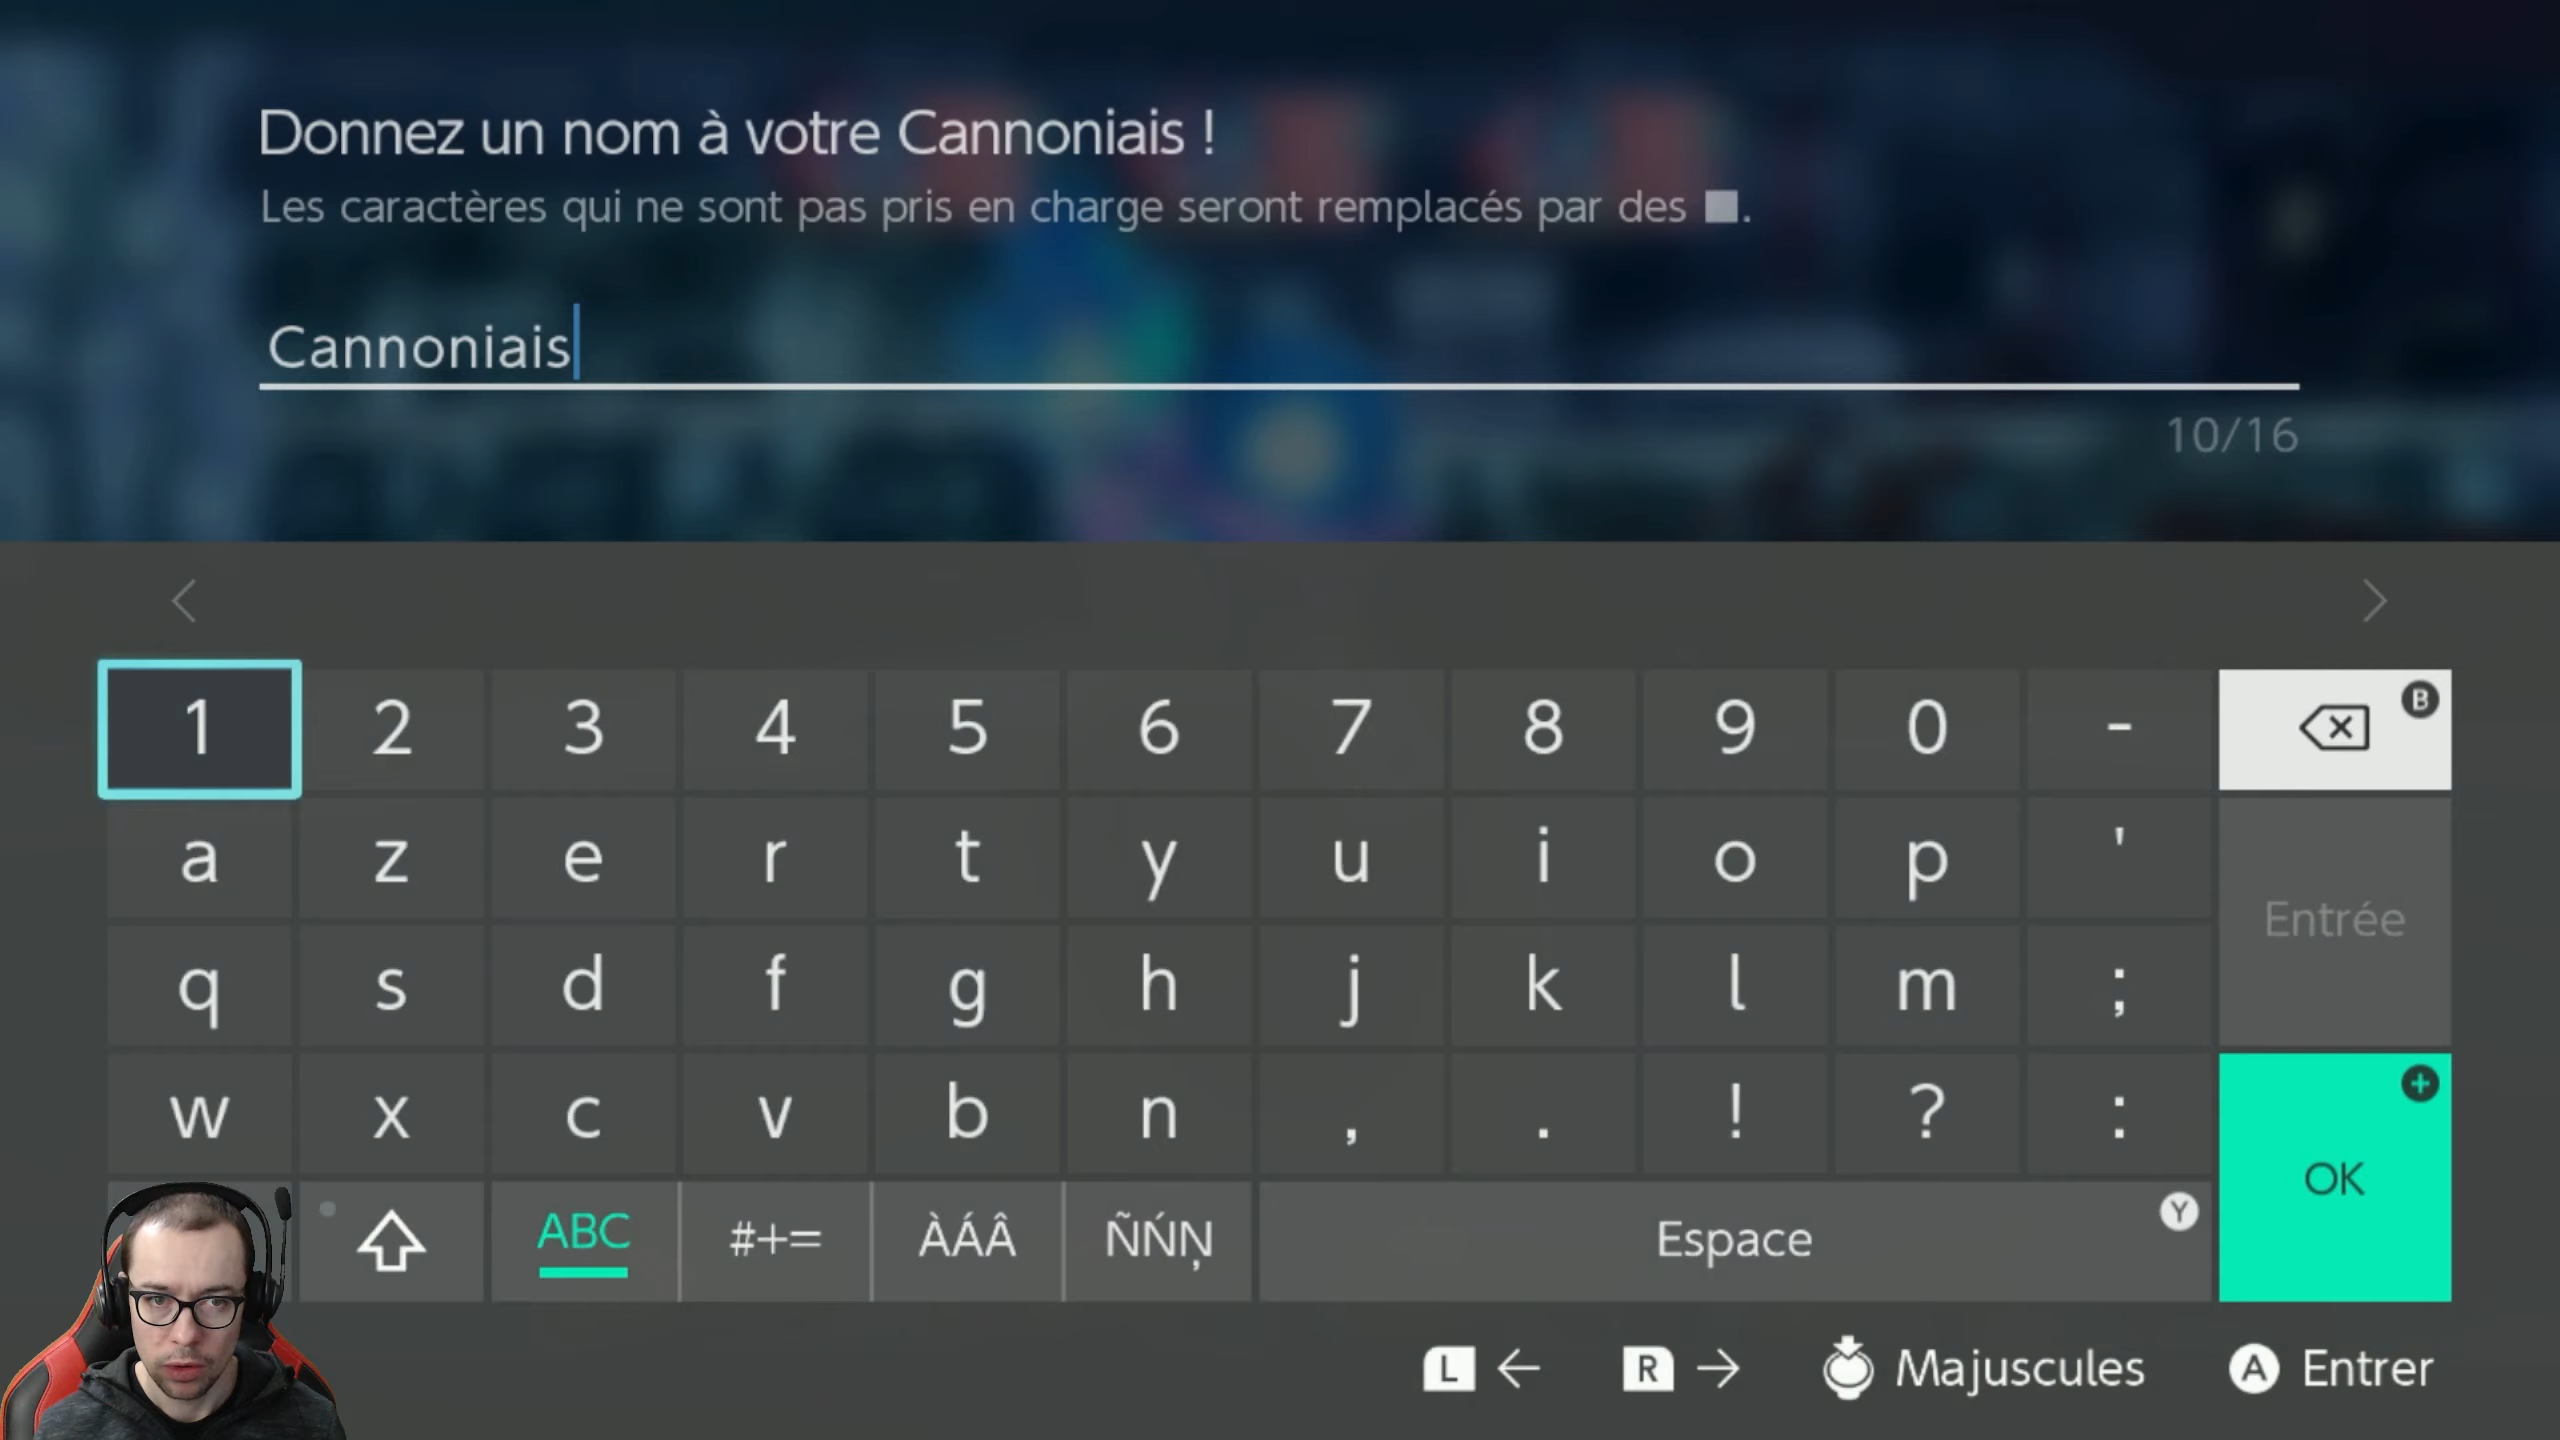 Donnez un nom à votre Cannoniais !
Les caractères qui ne sont pas pris en charge seront remplacés par des ■.
Cannoniais
10/16
1 2 3 4 5 6 7 8 9 0 - B
a z e r t y u i o p '
Entrée
q s d f g h j k l m ;
w x c v b n , . ! ? :
OK
ABC #+= ÀÁÂ ÑŃŅ Espace Y
L ← R → Majuscules A Entrer